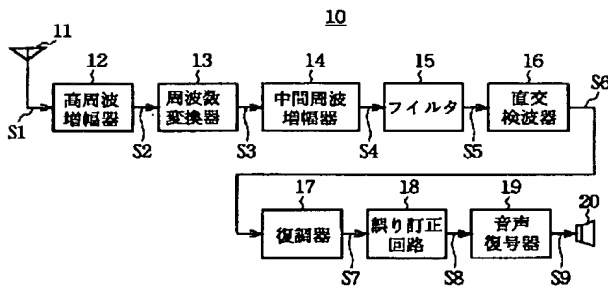 10
11
12
13
14
15
16
高周波
増幅器
周波数
変換器
中間周波
増幅器
フイルタ
直交
検波器
S1
S2
S3
S4
S5
S6
17
18
19
20
復調器
誤り訂正
回路
音声
復号器
S7
S8
S9